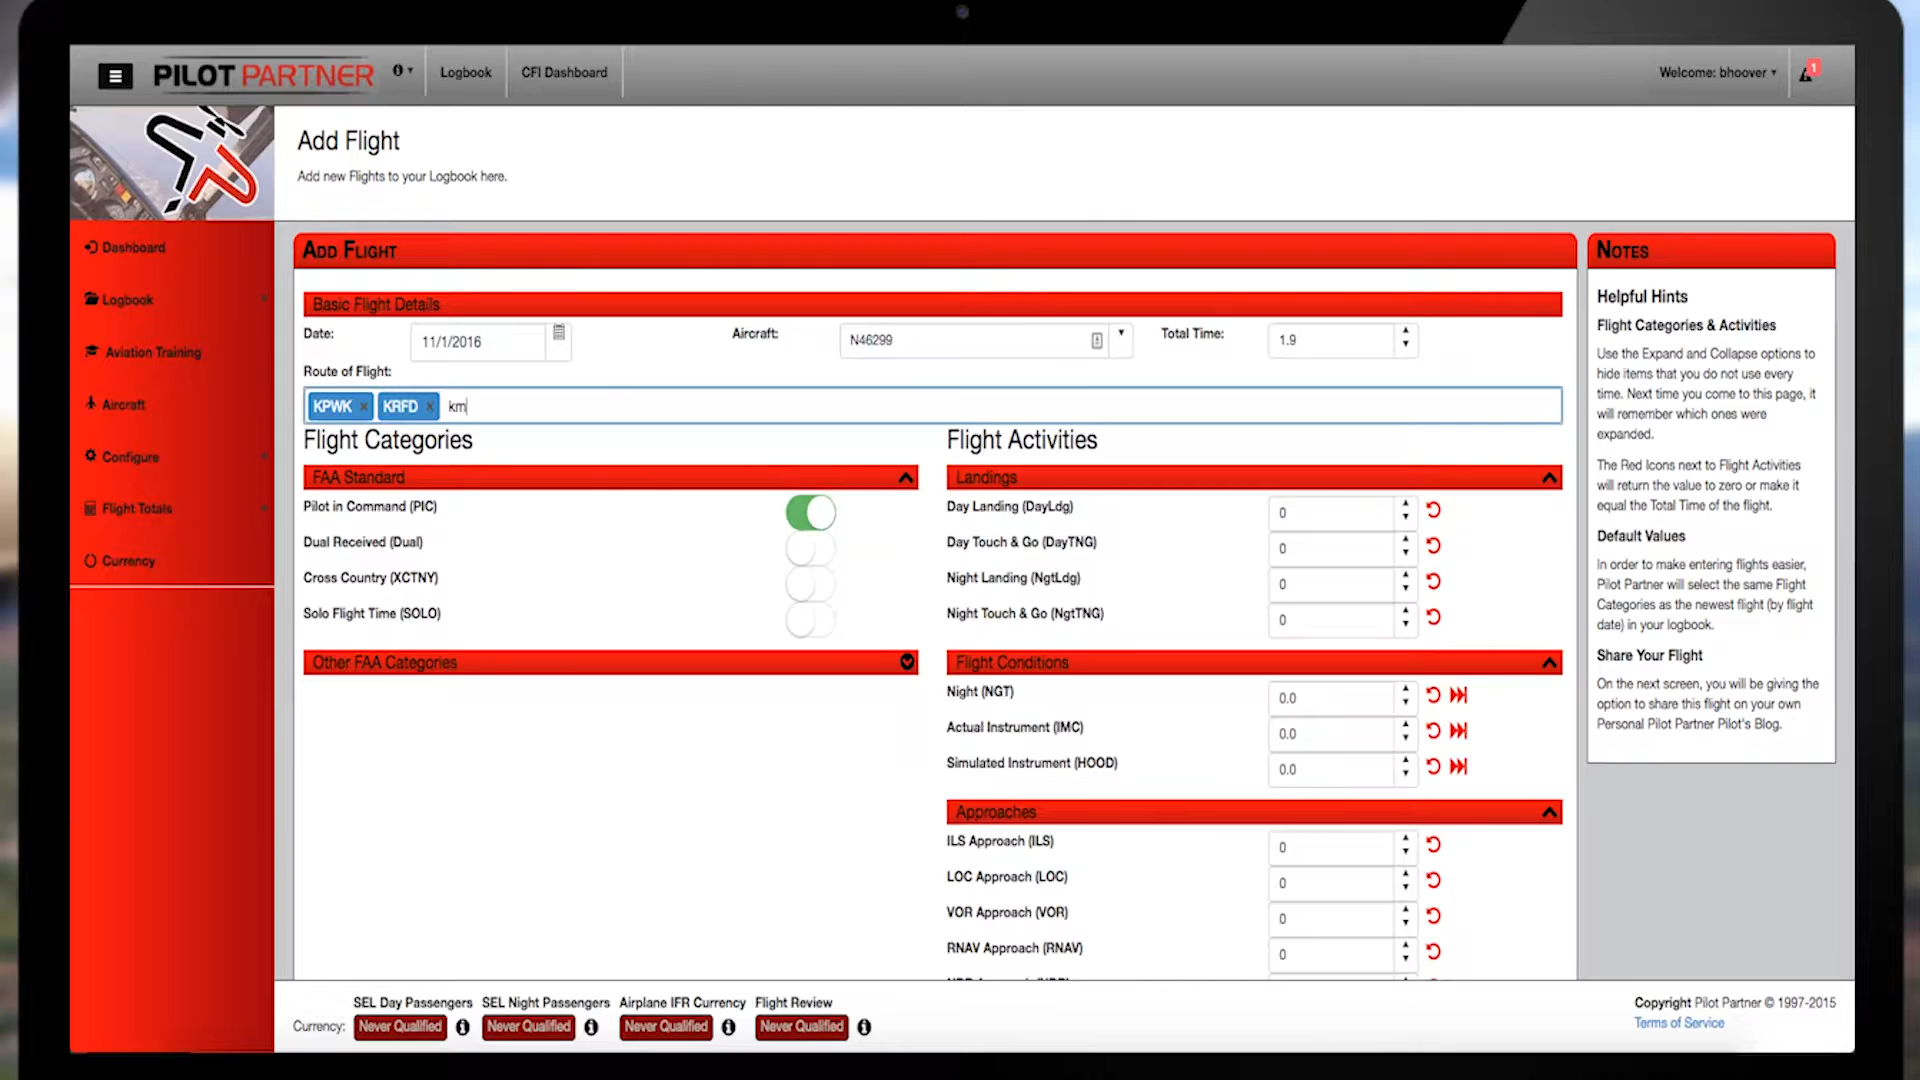 PILOT PARTNER
Logbook
CFI Dashboard
Welcome: bhoover
1
Add Flight
Add new Flights to your Logbook here.
Dashboard
Logbook
Aviation Training
Aircraft
Configure
Flight Totals
Currency
ADD FLIGHT
Basic Flight Details
Date:
11/1/2016
Aircraft:
N46299
Total Time:
1.9
Route of Flight:
KPWK × KRFD × km
Flight Categories
FAA Standard
Pilot in Command (PIC)
Dual Received (Dual)
Cross Country (XCTNY)
Solo Flight Time (SOLO)
Other FAA Categories
Flight Activities
Landings
Day Landing (DayLdg)
0
Day Touch & Go (DayTNG)
0
Night Landing (NgtLdg)
0
Night Touch & Go (NgtTNG)
0
Flight Conditions
Night (NGT)
0.0
Actual Instrument (IMC)
0.0
Simulated Instrument (HOOD)
0.0
Approaches
ILS Approach (ILS)
0
LOC Approach (LOC)
0
VOR Approach (VOR)
0
RNAV Approach (RNAV)
0
NOTES
Helpful Hints
Flight Categories & Activities
Use the Expand and Collapse options to
hide items that you do not use every
time. Next time you come to this page, it
will remember which ones were
expanded.
The Red Icons next to Flight Activities
will return the value to zero or make it
equal the Total Time of the flight.
Default Values
In order to make entering flights easier,
Pilot Partner will select the same Flight
Categories as the newest flight (by flight
date) in your logbook.
Share Your Flight
On the next screen, you will be giving the
option to share this flight on your own
Personal Pilot Partner Pilot's Blog.
Currency:
SEL Day Passengers
Never Qualified
SEL Night Passengers
Never Qualified
Airplane IFR Currency
Never Qualified
Flight Review
Never Qualified
Copyright Pilot Partner © 1997-2015
Terms of Service